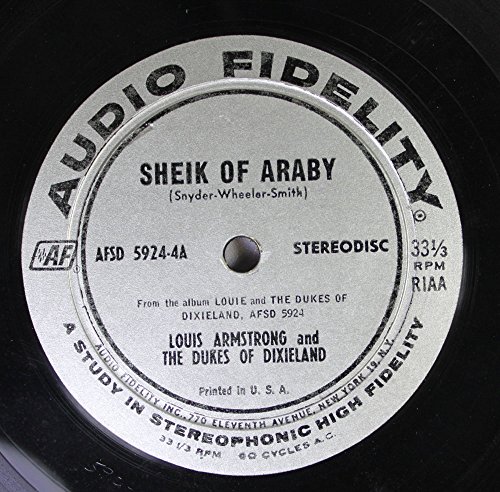 AUDIO FIDELITY
SHEIK OF ARABY
(Snyder-Wheeler-Smith)
AF
AFSD 5924-4A
STEREODISC
33⅓
RPM
RIAA
From the album LOUIE and THE DUKES OF
DIXIELAND, AFSD 5924
LOUIS ARMSTRONG and
THE DUKES OF DIXIELAND
Printed in U. S. A.
AUDIO FIDELITY INC., 770 ELEVENTH AVENUE, NEW YORK 19, N.Y.
A STUDY IN STEREOPHONIC HIGH FIDELITY
33 1/3 RPM 60 CYCLES A.C.